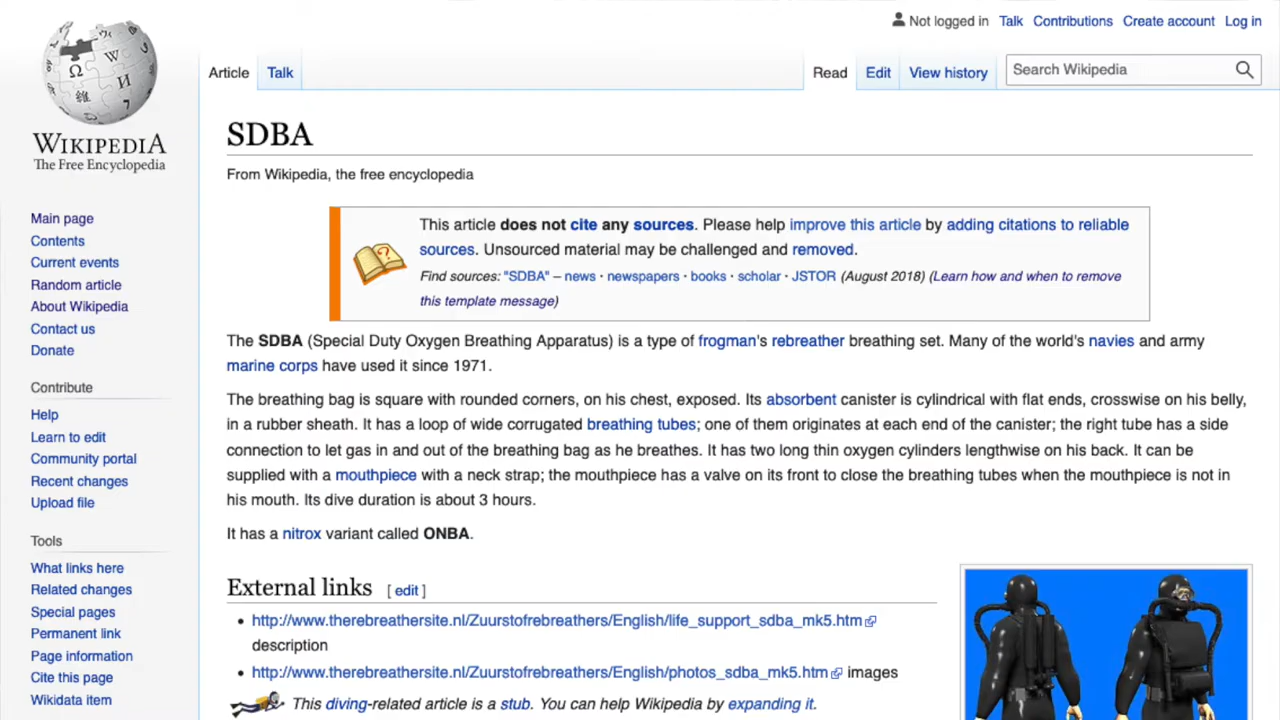 Not logged in Talk Contributions Create account Log in
Article Talk Read Edit View history Search Wikipedia
WIKIPEDIA
The Free Encyclopedia
Main page
Contents
Current events
Random article
About Wikipedia
Contact us
Donate
Contribute
Help
Learn to edit
Community portal
Recent changes
Upload file
Tools
What links here
Related changes
Special pages
Permanent link
Page information
Cite this page
Wikidata item
SDBA
From Wikipedia, the free encyclopedia
This article does not cite any sources. Please help improve this article by adding citations to reliable
sources. Unsourced material may be challenged and removed.
Find sources: "SDBA" – news · newspapers · books · scholar · JSTOR (August 2018) (Learn how and when to remove
this template message)
The SDBA (Special Duty Oxygen Breathing Apparatus) is a type of frogman's rebreather breathing set. Many of the world's navies and army
marine corps have used it since 1971.
The breathing bag is square with rounded corners, on his chest, exposed. Its absorbent canister is cylindrical with flat ends, crosswise on his belly,
in a rubber sheath. It has a loop of wide corrugated breathing tubes; one of them originates at each end of the canister; the right tube has a side
connection to let gas in and out of the breathing bag as he breathes. It has two long thin oxygen cylinders lengthwise on his back. It can be
supplied with a mouthpiece with a neck strap; the mouthpiece has a valve on its front to close the breathing tubes when the mouthpiece is not in
his mouth. Its dive duration is about 3 hours.
It has a nitrox variant called ONBA.
External links [ edit ]
• http://www.therebreathersite.nl/Zuurstofrebreathers/English/life_support_sdba_mk5.htm
description
• http://www.therebreathersite.nl/Zuurstofrebreathers/English/photos_sdba_mk5.htm images
This diving-related article is a stub. You can help Wikipedia by expanding it.